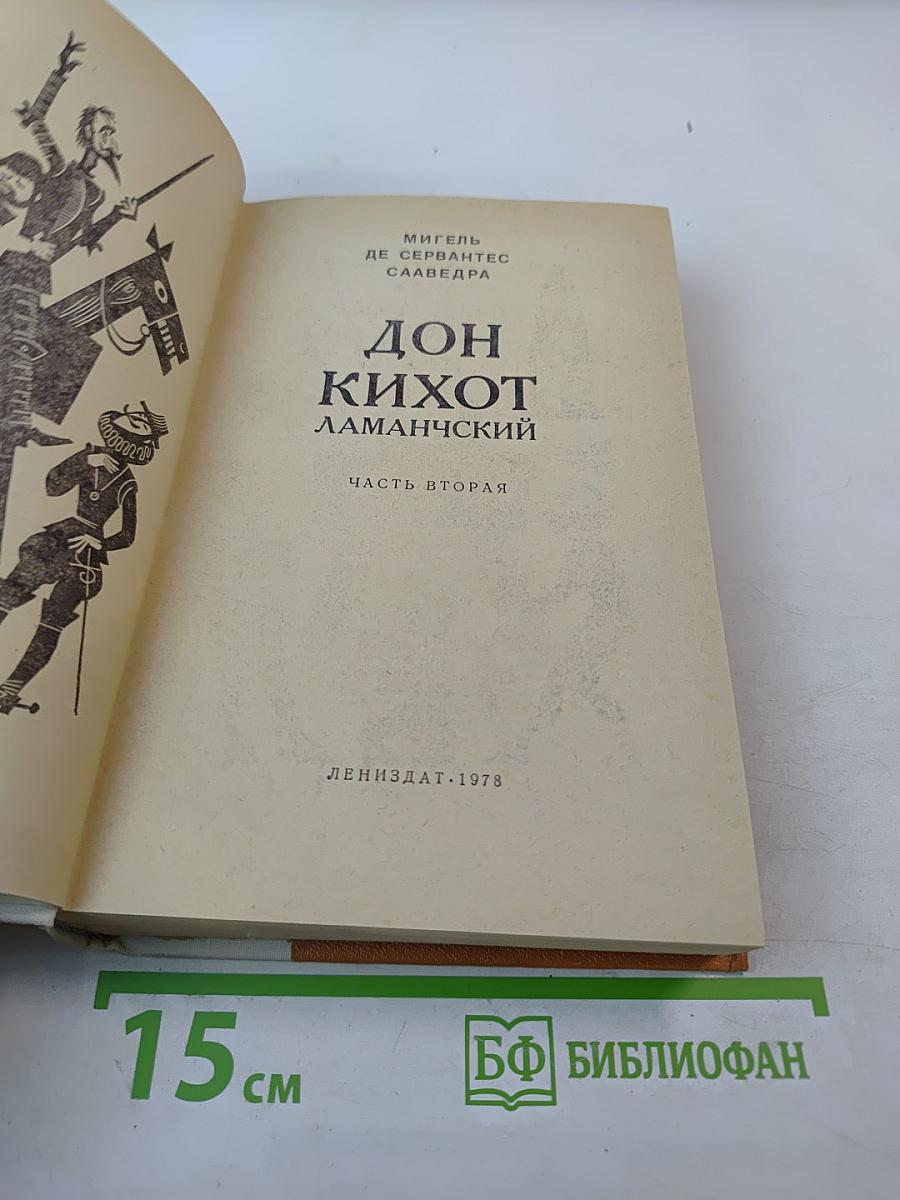 МИГЕЛЬ
ДЕ СЕРВАНТЕС
СААВЕДРА
ДОН
КИХОТ
ЛАМАНЧСКИЙ
ЧАСТЬ ВТОРАЯ
ЛЕНИЗДАТ·1978
15 см
БФ БИБЛИОФАН